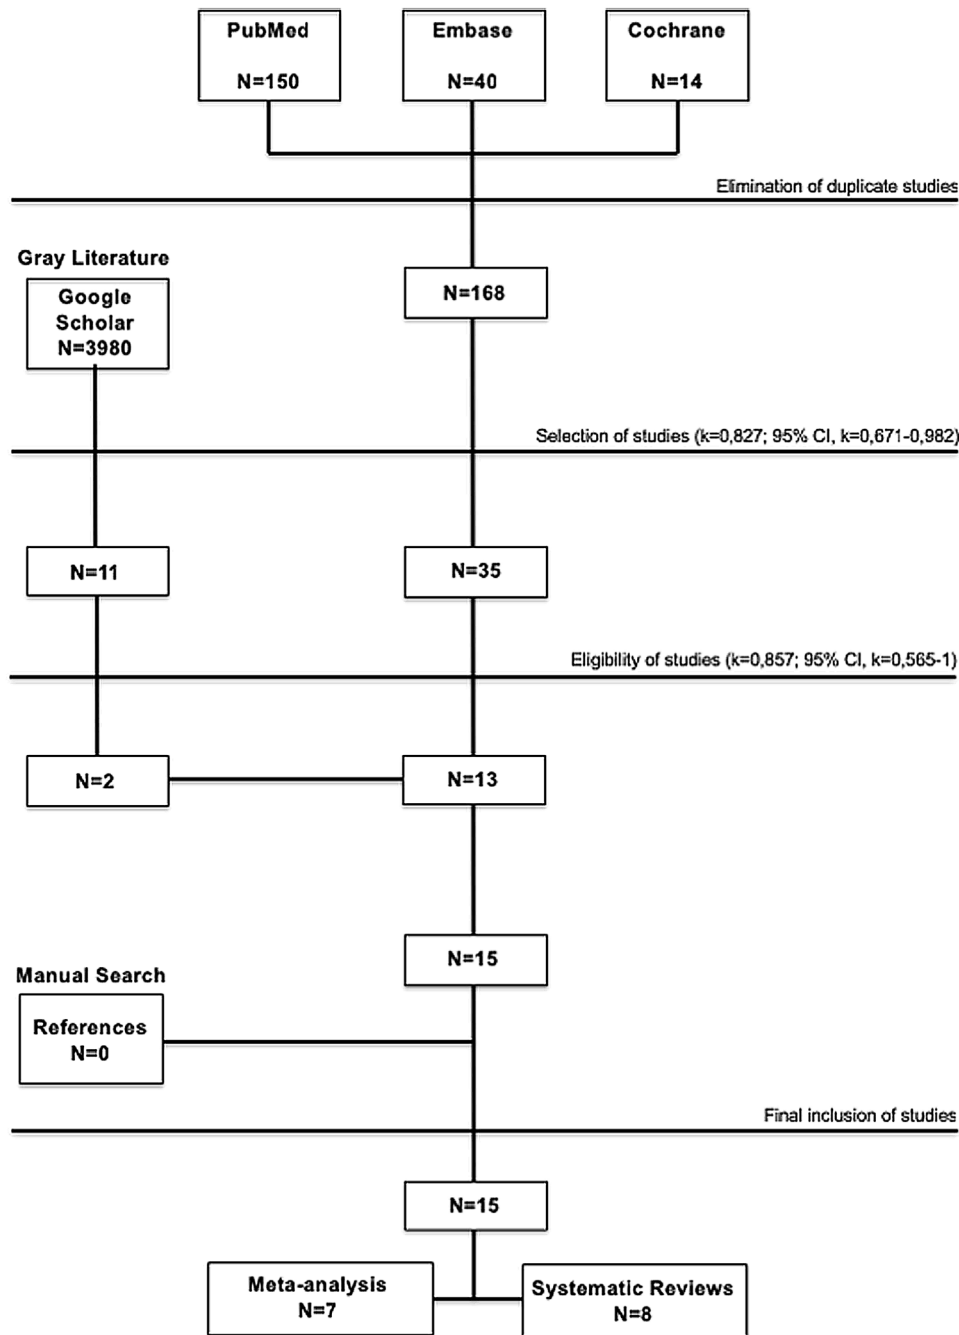 PubMed
N=150
Embase
N=40
Cochrane
N=14
Elimination of duplicate studies
Gray Literature
Google
Scholar
N=3980
N=168
Selection of studies (k=0,827; 95% CI, k=0,671-0,982)
N=11
N=35
Eligibility of studies (k=0,857; 95% CI, k=0,565-1)
N=2
N=13
N=15
Manual Search
References
N=0
Final inclusion of studies
N=15
Meta-analysis
N=7
Systematic Reviews
N=8